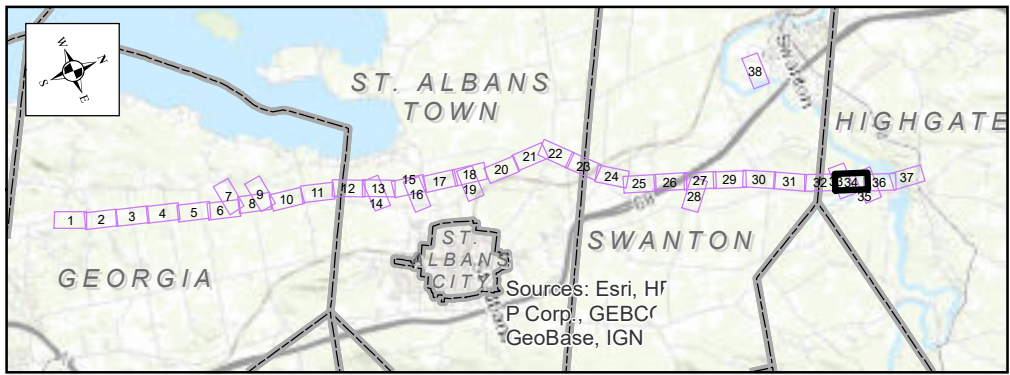 W
N
S
E
ST. ALBANS
TOWN
HIGHGATE
Swanton
38
1
2
3
4
5
6
7
8
9
10
11
12
13
14
15
16
17
18
19
20
21
22
23
24
25
26
27
28
29
30
31
32
33
34
35
36
37
GEORGIA
ST.
ALBANS
CITY
SWANTON
Sources: Esri, HE
P Corp., GEBCO
GeoBase, IGN